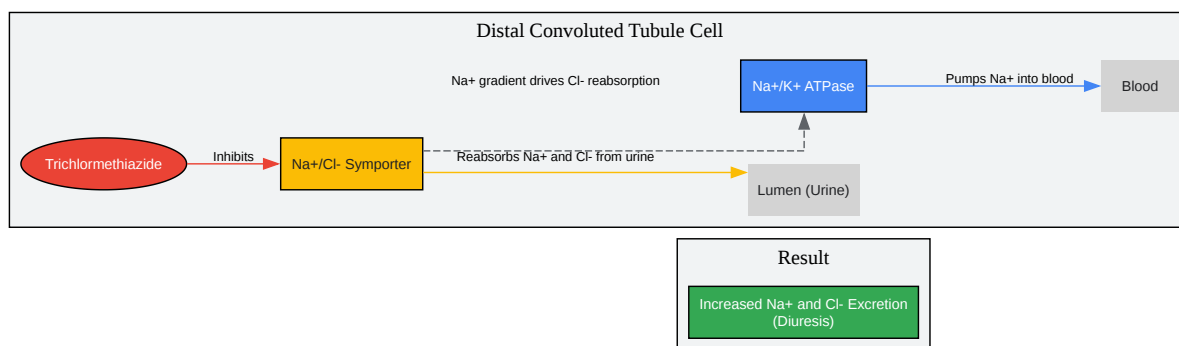 Distal Convoluted Tubule Cell
Na+ gradient drives Cl- reabsorption
Na+/K+ ATPase
Pumps Na+ into blood
Blood
Trichlormethiazide
Inhibits
Na+/Cl- Symporter
Reabsorbs Na+ and Cl- from urine
Lumen (Urine)
Result
Increased Na+ and Cl- Excretion
(Diuresis)